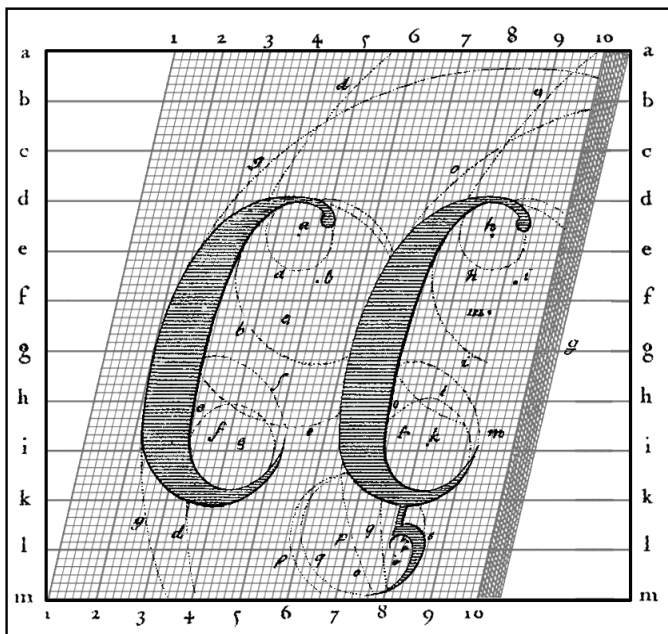 1 2 3 4 5 6 7 8 9 10
a a
d
b b
g o
c c
d d
a h
e e
d b h i
f f
a m
b
g g g
i
f l
h h
f g e k m
i i
k k
g d p g
l l
p q
m m
1 2 3 4 5 6 7 8 9 10